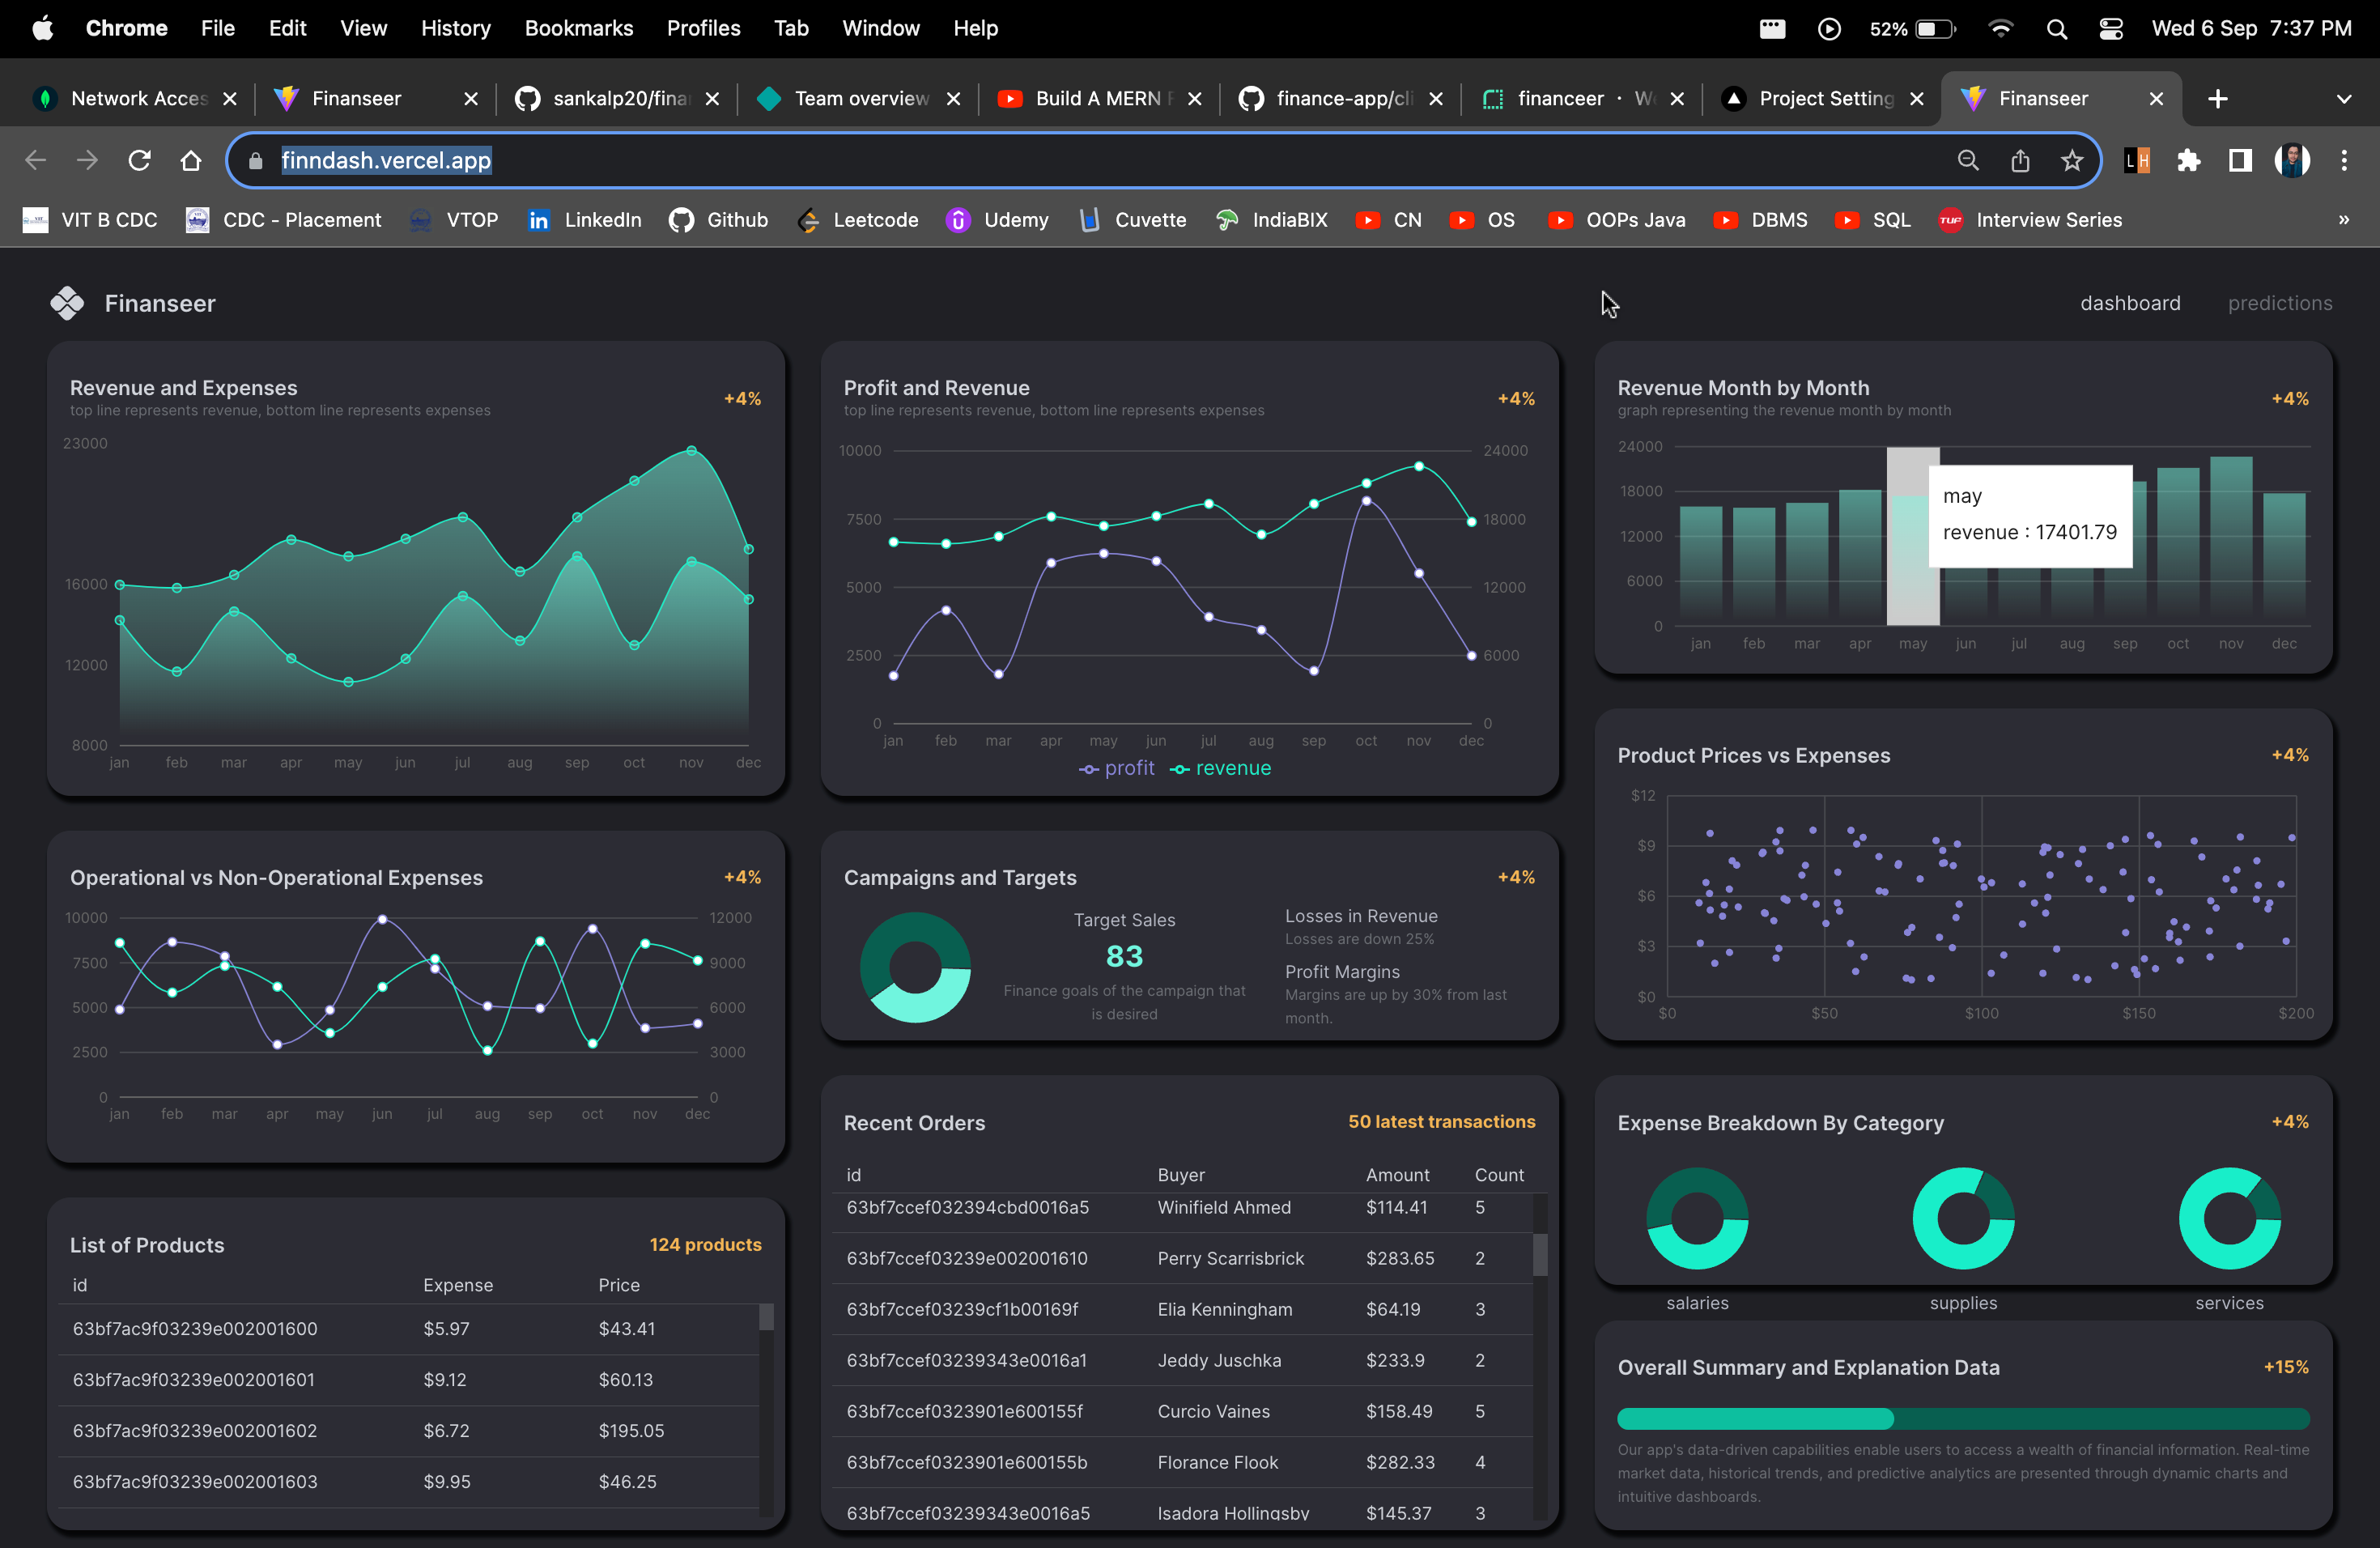 Chrome File Edit View History Bookmarks Profiles Tab Window Help 52% Wed 6 Sep 7:37 PM
Network Acces Finanseer sankalp20/fina Team overview Build A MERN F finance-app/cli financeer · We Project Setting Finanseer
finndash.vercel.app LH
VIT B CDC CDC - Placement VTOP LinkedIn Github Leetcode Udemy Cuvette IndiaBIX CN OS OOPs Java DBMS SQL TUF Interview Series »
Finanseer dashboard predictions
Revenue and Expenses
top line represents revenue, bottom line represents expenses
+4%
23000
16000
12000
8000
jan feb mar apr may jun jul aug sep oct nov dec
Profit and Revenue
top line represents revenue, bottom line represents expenses
+4%
10000 24000
7500 18000
5000 12000
2500 6000
0 0
jan feb mar apr may jun jul aug sep oct nov dec
profit revenue
Revenue Month by Month
graph representing the revenue month by month
+4%
24000
18000
12000
6000
0
may
revenue : 17401.79
jan feb mar apr may jun jul aug sep oct nov dec
Operational vs Non-Operational Expenses +4%
10000 12000
7500 9000
5000 6000
2500 3000
0 0
jan feb mar apr may jun jul aug sep oct nov dec
Campaigns and Targets +4%
Target Sales
83
Finance goals of the campaign that
is desired
Losses in Revenue
Losses are down 25%
Profit Margins
Margins are up by 30% from last
month.
Product Prices vs Expenses +4%
$12
$9
$6
$3
$0
$0 $50 $100 $150 $200
List of Products 124 products
id Expense Price
63bf7ac9f03239e002001600 $5.97 $43.41
63bf7ac9f03239e002001601 $9.12 $60.13
63bf7ac9f03239e002001602 $6.72 $195.05
63bf7ac9f03239e002001603 $9.95 $46.25
Recent Orders 50 latest transactions
id Buyer Amount Count
63bf7ccef032394cbd0016a5 Winifield Ahmed $114.41 5
63bf7ccef03239e002001610 Perry Scarrisbrick $283.65 2
63bf7ccef03239cf1b00169f Elia Kenningham $64.19 3
63bf7ccef03239343e0016a1 Jeddy Juschka $233.9 2
63bf7ccef0323901e600155f Curcio Vaines $158.49 5
63bf7ccef0323901e600155b Florance Flook $282.33 4
63bf7ccef03239343e0016a5 Isadora Hollingsby $145.37 3
Expense Breakdown By Category +4%
salaries supplies services
Overall Summary and Explanation Data +15%
Our app's data-driven capabilities enable users to access a wealth of financial information. Real-time
market data, historical trends, and predictive analytics are presented through dynamic charts and
intuitive dashboards.